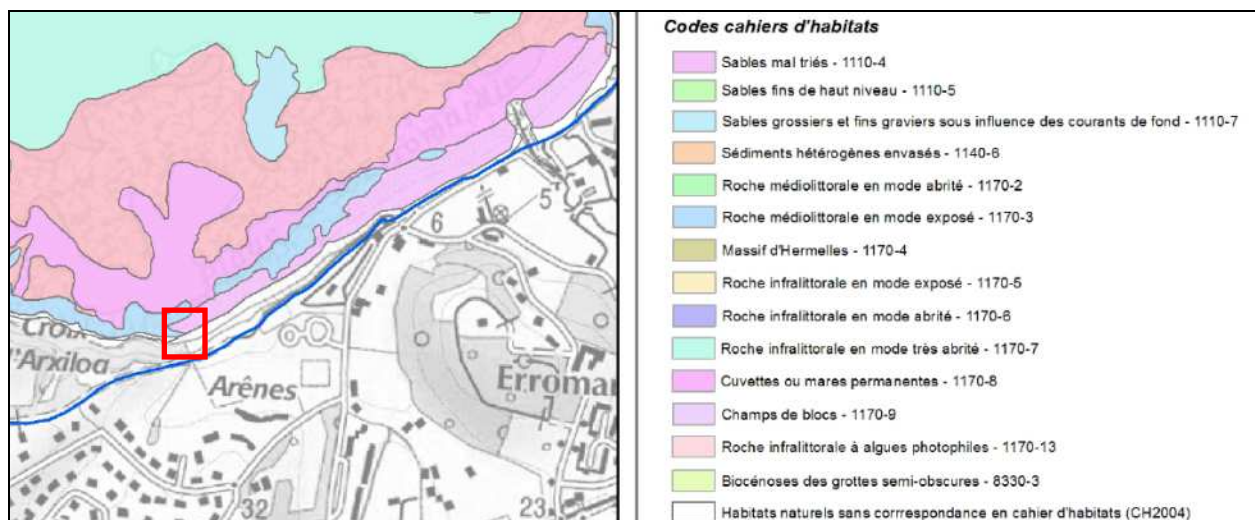 Codes cahiers d'habitats
Sables mal triés - 1110-4
Sables fins de haut niveau - 1110-5
Sables grossiers et fins graviers sous influence des courants de fond - 1110-7
Sédiments hétérogènes envasés - 1140-6
Roche médiolittorale en mode abrité - 1170-2
Roche médiolittorale en mode exposé - 1170-3
Massif d'Hermelles - 1170-4
Roche infralittorale en mode exposé - 1170-5
Roche infralittorale en mode abrité - 1170-6
Roche infralittorale en mode très abrité - 1170-7
Cuvettes ou mares permanentes - 1170-8
Champs de blocs - 1170-9
Roche infralittorale à algues photophiles - 1170-13
Biocénoses des grottes semi-obscures - 8330-3
Habitats naturels sans corrrespondance en cahier d'habitats (CH2004)
5
6
Croix
Arxiloa
Arênes
Erromar
32
23